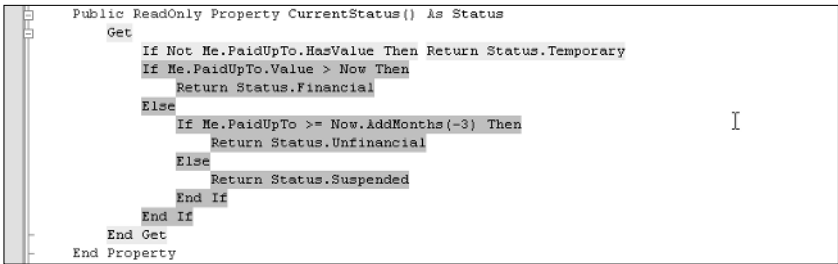 Public ReadOnly Property CurrentStatus() As Status
Get
If Not Me.PaidUpTo.HasValue Then Return Status.Temporary
If Me.PaidUpTo.Value > Now Then
Return Status.Financial
Else
If Me.PaidUpTo >= Now.AddMonths(-3) Then
Return Status.Unfinancial
Else
Return Status.Suspended
End If
End If
End Get
End Property